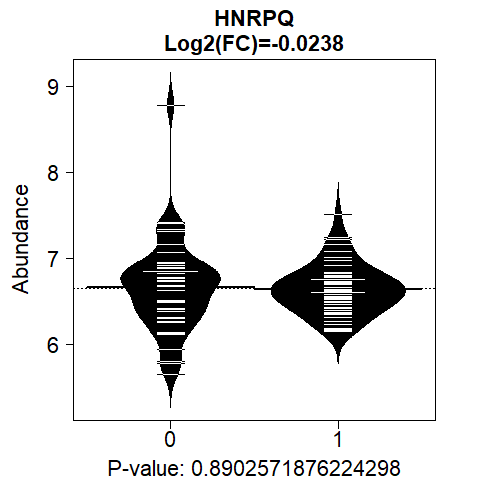 HNRPQ
Log2(FC)=-0.0238
9
8
7
6
Abundance
0 1
P-value: 0.8902571876224298